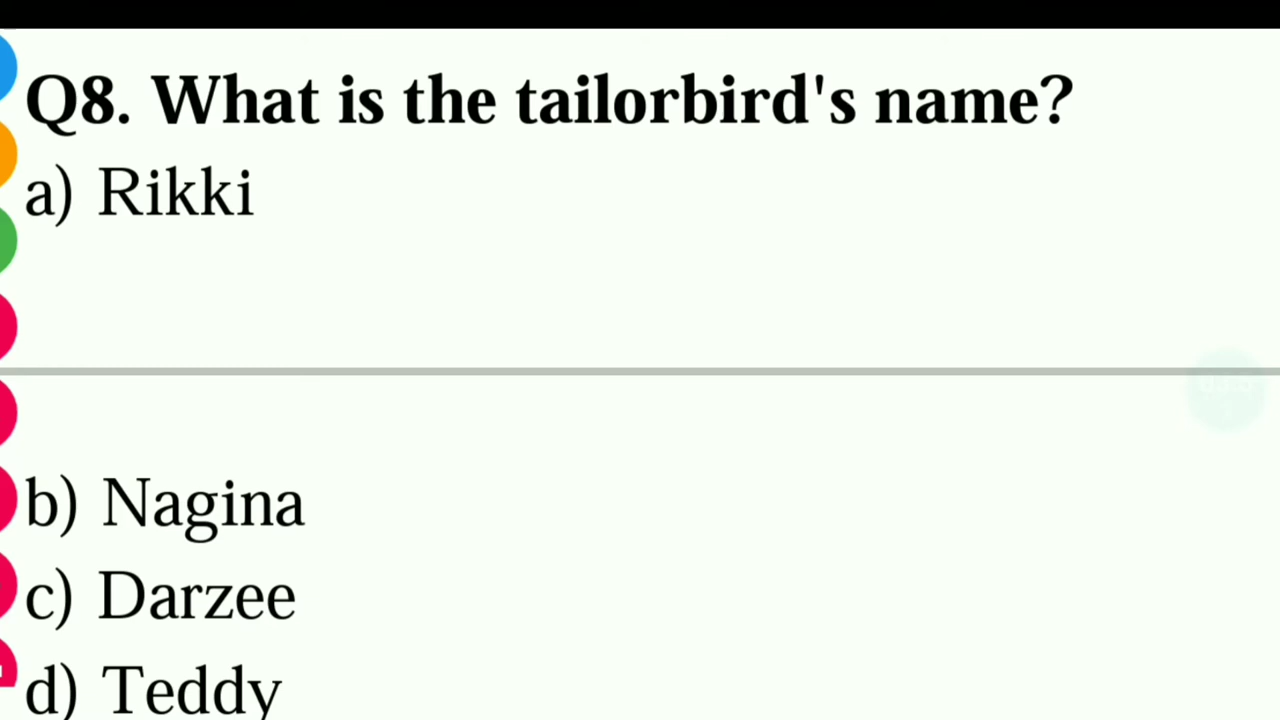 Q8. What is the tailorbird's name?
a) Rikki
b) Nagina
c) Darzee
d) Teddy